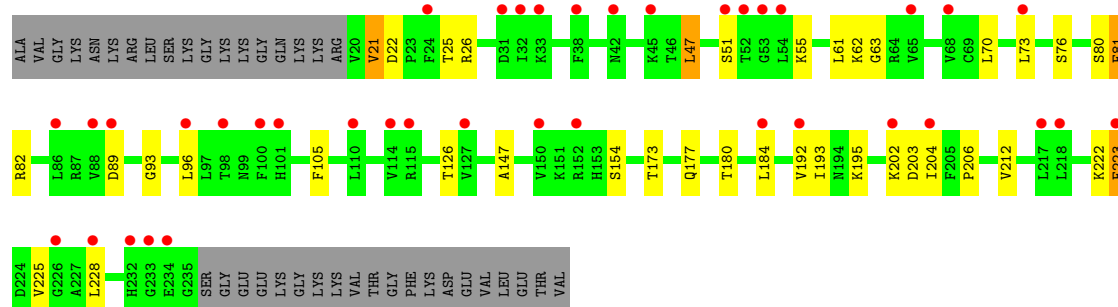 ALA VAL GLY LYS ASN LYS ARG LEU SER LYS GLY LYS LYS GLY GLN LYS LYS ARG V20 V21 D22 P23 F24 T25 R26 D31 I32 K33 F38 N42 K45 T46 L47 S51 T52 G53 L54 K55 L61 K62 G63 R64 V65 V68 C69 L70 L73 S76 S80 E81
R82 L86 R87 V88 D89 G93 L96 L97 T98 N99 F100 H101 F105 L110 V114 R115 T126 V127 A147 V150 K151 R152 H153 S154 T173 Q177 T180 L184 V192 I193 N194 K195 K202 D203 I204 F205 P206 V212 L217 L218 K222
D224 V225 G226 A227 L228 H232 G233 E234 G235 SER GLY GLU GLU LYS GLY LYS LYS VAL THR GLY PHE LYS ASP GLU VAL LEU GLU THR VAL